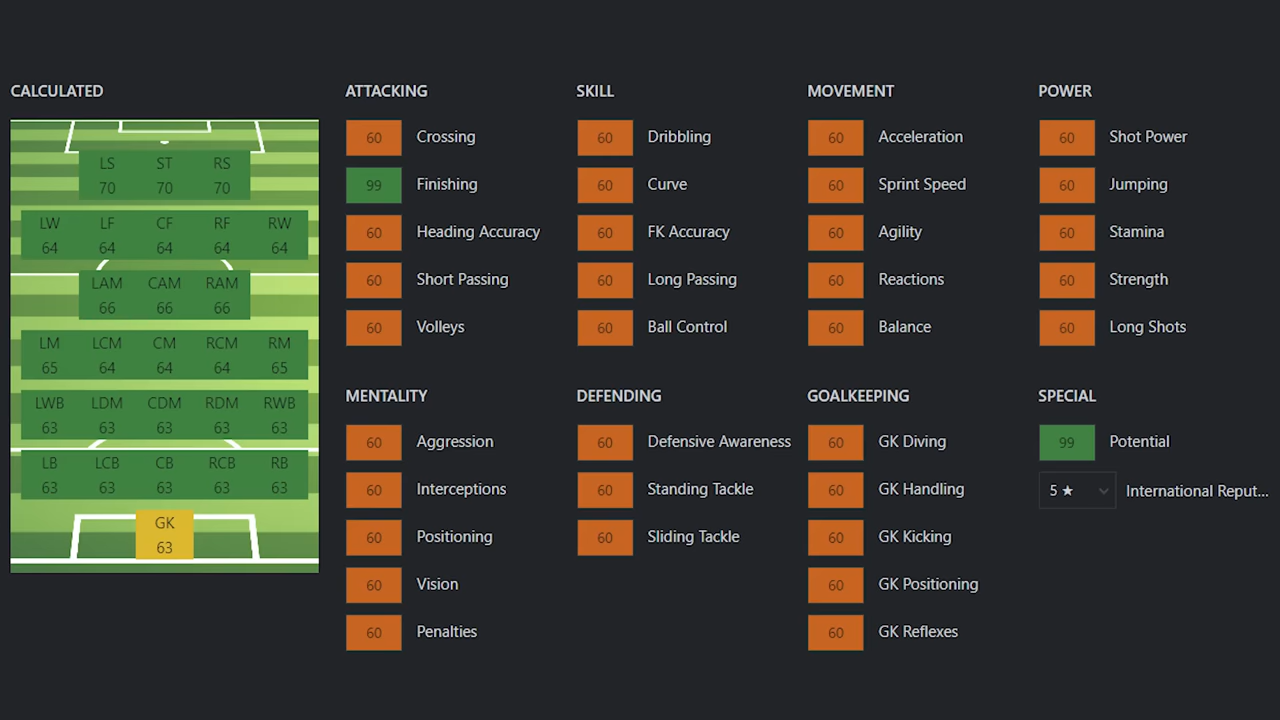 CALCULATED
LS ST RS
70 70 70
LW LF CF RF RW
64 64 64 64 64
LAM CAM RAM
66 66 66
LM LCM CM RCM RM
65 64 64 64 65
LWB LDM CDM RDM RWB
63 63 63 63 63
LB LCB CB RCB RB
63 63 63 63 63
GK
63
ATTACKING
60 Crossing
99 Finishing
60 Heading Accuracy
60 Short Passing
60 Volleys
SKILL
60 Dribbling
60 Curve
60 FK Accuracy
60 Long Passing
60 Ball Control
MOVEMENT
60 Acceleration
60 Sprint Speed
60 Agility
60 Reactions
60 Balance
POWER
60 Shot Power
60 Jumping
60 Stamina
60 Strength
60 Long Shots
MENTALITY
60 Aggression
60 Interceptions
60 Positioning
60 Vision
60 Penalties
DEFENDING
60 Defensive Awareness
60 Standing Tackle
60 Sliding Tackle
GOALKEEPING
60 GK Diving
60 GK Handling
60 GK Kicking
60 GK Positioning
60 GK Reflexes
SPECIAL
99 Potential
5 ★ International Reput...